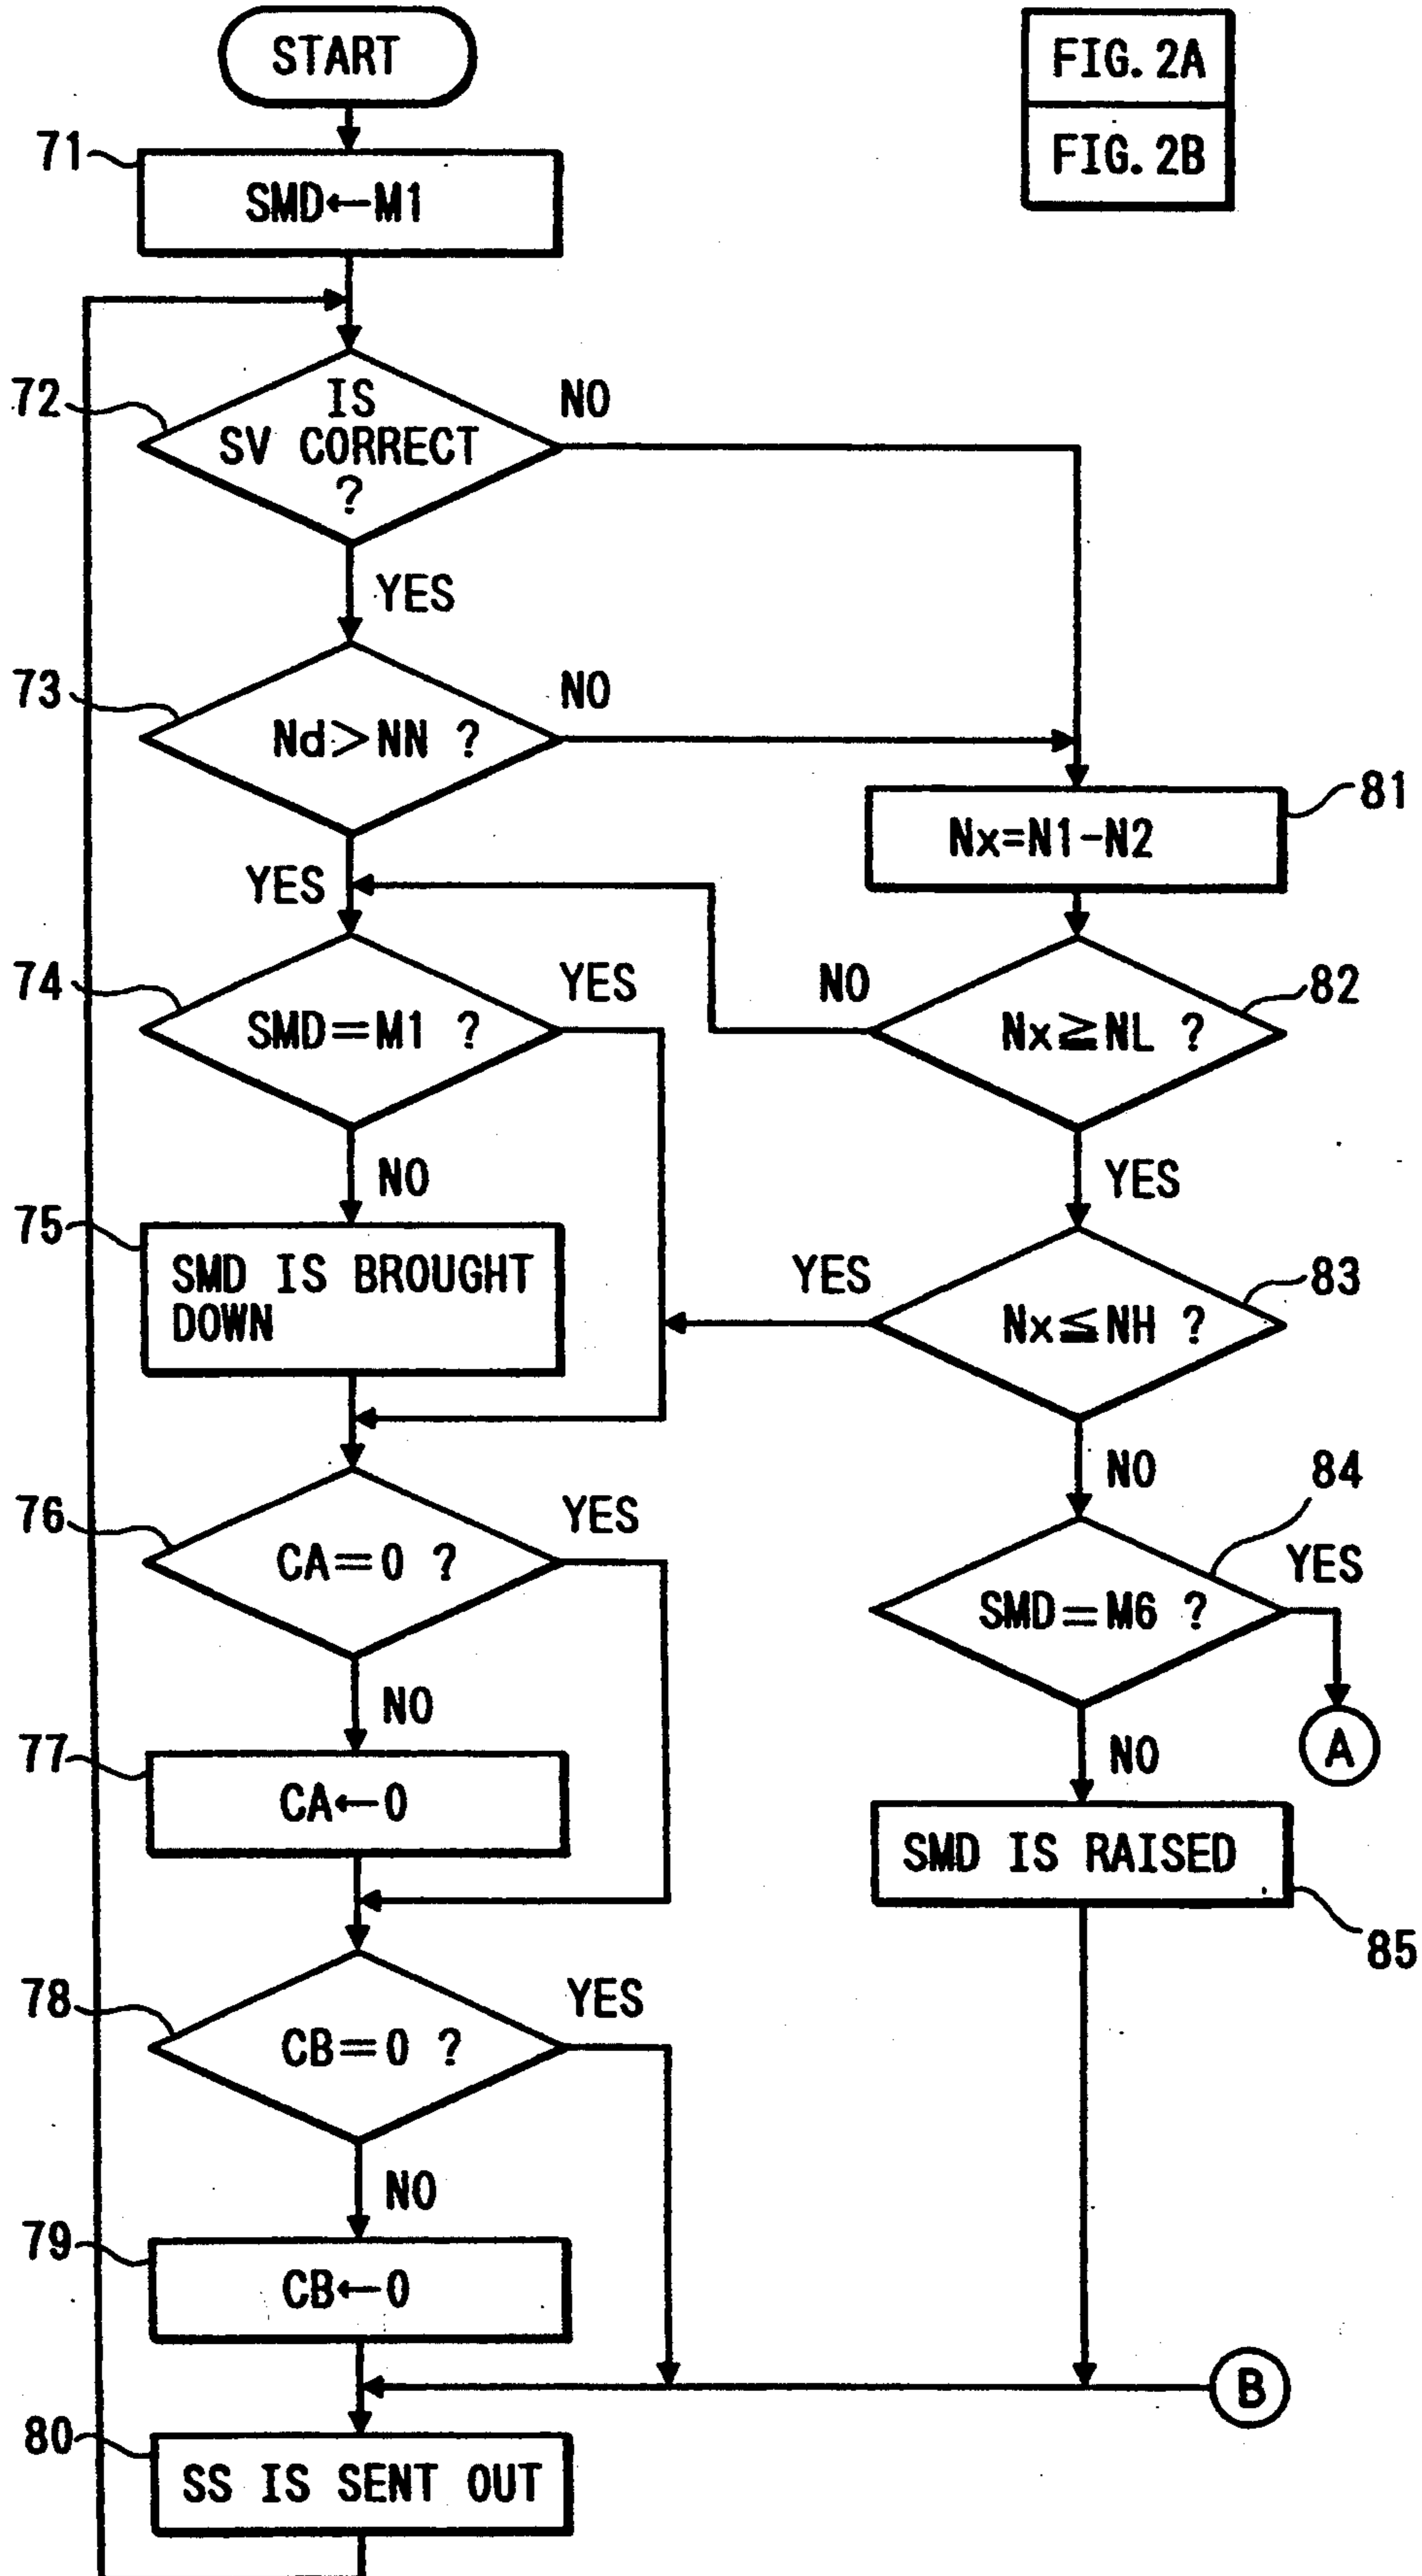 START
FIG. 2A
FIG. 2B
71
SMD←M1
72
IS
SV CORRECT
?
NO
YES
73
Nd>NN ?
NO
YES
81
Nx=N1-N2
74
SMD=M1 ?
YES
NO
82
Nx≧NL ?
NO
YES
75
SMD IS BROUGHT
DOWN
83
Nx≦NH ?
YES
NO
84
SMD=M6 ?
YES
A
NO
76
CA=0 ?
YES
NO
77
CA←0
SMD IS RAISED
85
78
CB=0 ?
YES
NO
79
CB←0
B
80
SS IS SENT OUT